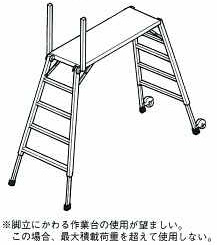 ※脚立にかわる作業台の使用が望ましい。
この場合、最大積載荷重を超えて使用しない。